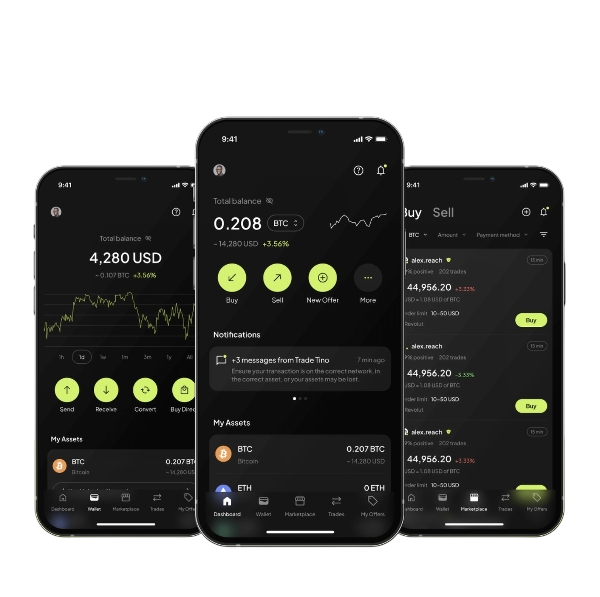 9:41
Total balance
4,280 USD
~ 0.107 BTC +3.56%
1h 1d 1w 1m 3m 1y All
Send Receive Convert Buy Direc
My Assets
BTC 0.207 BT
Bitcoin ~ 14,280 USD
Dashboard Wallet Marketplace Trades My Off
9:41
Total balance
0.208 BTC
~ 14,280 USD +3.56%
Buy Sell New Offer More
Notifications
+3 messages from Trade Tino 7 min ago
Ensure your transaction is on the correct network, in
the correct asset, or your assets may be lost.
My Assets
BTC 0.207 BTC
Bitcoin ~ 14,280 USD
ETH 0 ETH
Dashboard Wallet Marketplace Trades My Offers
9:41
Buy Sell
BTC Amount Payment method
alex.reach 15 min
% positive 202 trades
44,956.20 +3.33%
USD = 1.08 USD of BTC
rder limit 10-50 USD
Revolut Buy
alex.reach 15 min
% positive 202 trades
44,956.20 +3.33%
USD = 1.08 USD of BTC
rder limit 10-50 USD
Revolut Buy
alex.reach 15 min
% positive 202 trades
44,956.20 +3.33%
USD = 1.08 USD of BTC
rder limit 10-50 USD
Wallet Marketplace Trades My Offers